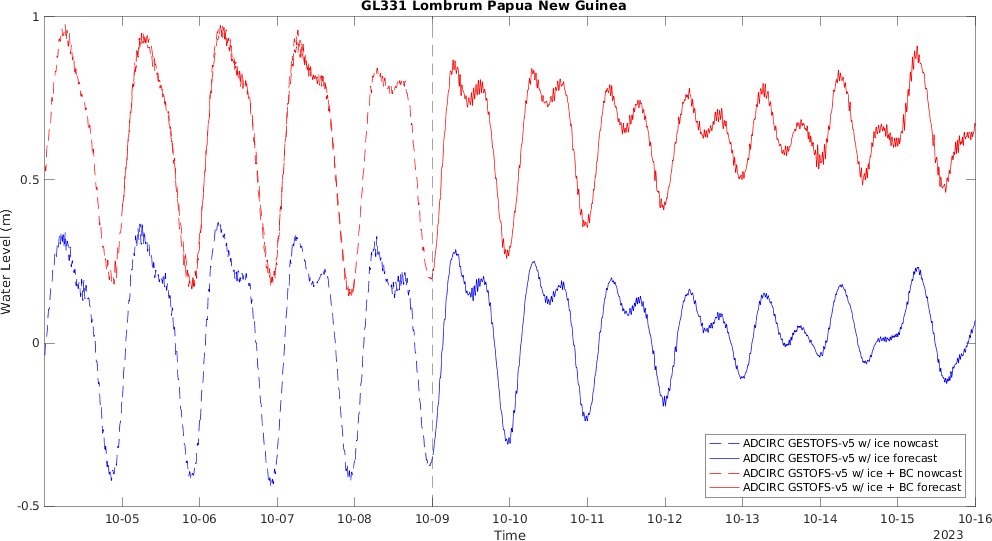 GL331 Lombrum Papua New Guinea
1
0.5
0
-0.5
Water Level (m)
ADCIRC GESTOFS-v5 w/ ice nowcast
ADCIRC GESTOFS-v5 w/ ice forecast
ADCIRC GSTOFS-v5 w/ ice + BC nowcast
ADCIRC GSTOFS-v5 w/ ice + BC forecast
10-05 10-06 10-07 10-08 10-09 10-10 10-11 10-12 10-13 10-14 10-15 10-16
Time
2023